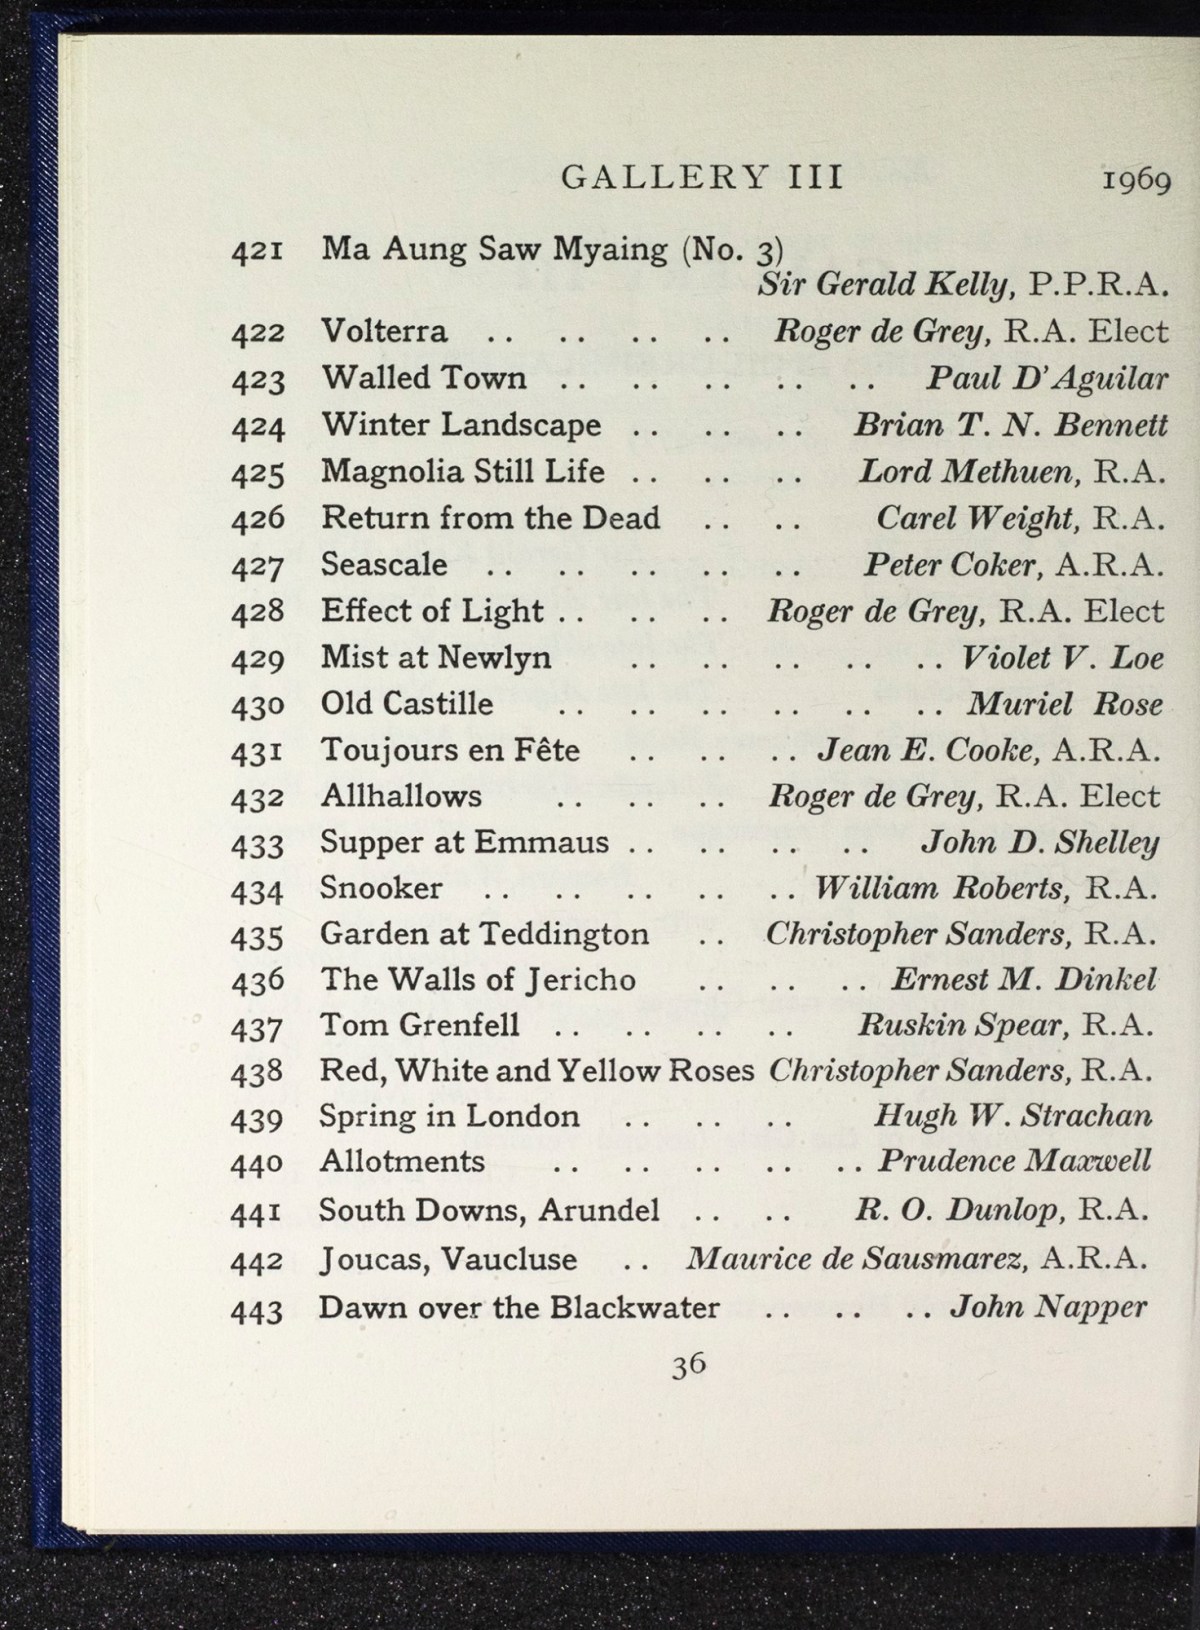 GALLERY III 1969
421 Ma Aung Saw Myaing (No. 3)
Sir Gerald Kelly, P.P.R.A.
422 Volterra .. .. .. .. Roger de Grey, R.A. Elect
423 Walled Town .. .. .. .. .. Paul D'Aguilar
424 Winter Landscape .. .. .. Brian T. N. Bennett
425 Magnolia Still Life .. .. .. Lord Methuen, R.A.
426 Return from the Dead .. .. Carel Weight, R.A.
427 Seascale .. .. .. .. .. Peter Coker, A.R.A.
428 Effect of Light .. .. .. Roger de Grey, R.A. Elect
429 Mist at Newlyn .. .. .. .. .. Violet V. Loe
430 Old Castille .. .. .. .. .. .. Muriel Rose
431 Toujours en Fête .. .. .. Jean E. Cooke, A.R.A.
432 Allhallows .. .. .. Roger de Grey, R.A. Elect
433 Supper at Emmaus .. .. .. .. John D. Shelley
434 Snooker .. .. .. .. .. William Roberts, R.A.
435 Garden at Teddington .. Christopher Sanders, R.A.
436 The Walls of Jericho .. .. .. Ernest M. Dinkel
437 Tom Grenfell .. .. .. .. Ruskin Spear, R.A.
438 Red, White and Yellow Roses Christopher Sanders, R.A.
439 Spring in London .. .. .. Hugh W. Strachan
440 Allotments .. .. .. .. .. Prudence Maxwell
441 South Downs, Arundel .. .. R. O. Dunlop, R.A.
442 Joucas, Vaucluse .. Maurice de Sausmarez, A.R.A.
443 Dawn over the Blackwater .. .. .. John Napper
36